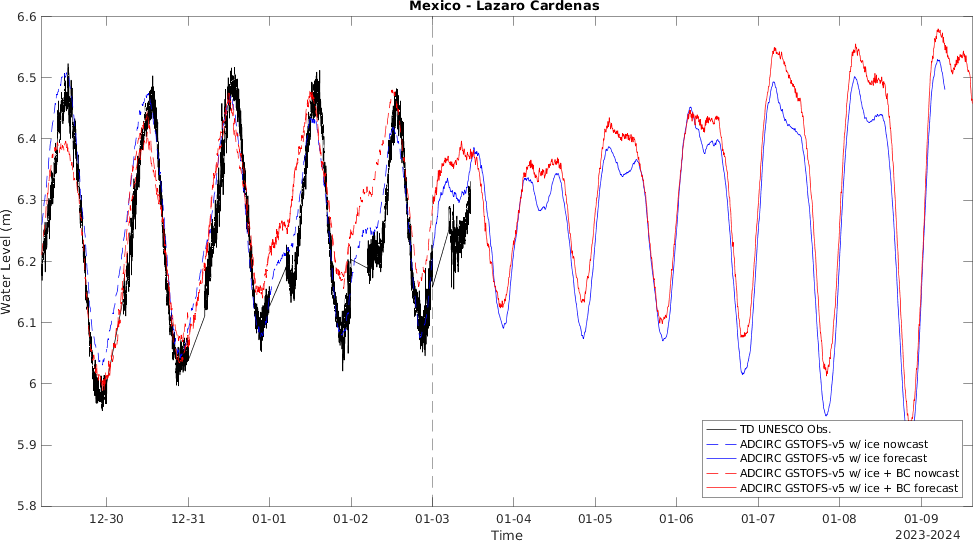 Mexico - Lazaro Cardenas
Water Level (m)
6.6
6.5
6.4
6.3
6.2
6.1
6
5.9
5.8
TD UNESCO Obs.
ADCIRC GSTOFS-v5 w/ ice nowcast
ADCIRC GSTOFS-v5 w/ ice forecast
ADCIRC GSTOFS-v5 w/ ice + BC nowcast
ADCIRC GSTOFS-v5 w/ ice + BC forecast
12-30 12-31 01-01 01-02 01-03 01-04 01-05 01-06 01-07 01-08 01-09
Time
2023-2024